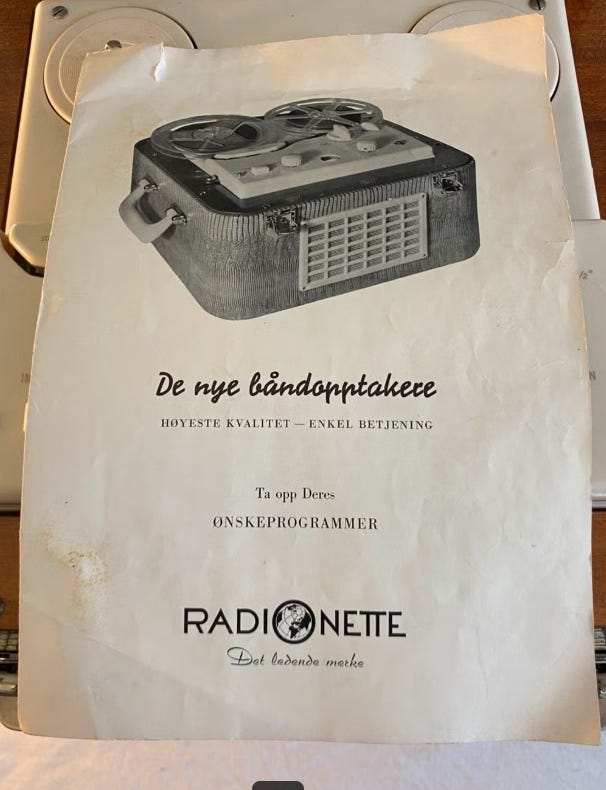 De nye båndopptakere
HØYESTE KVALITET — ENKEL BETJENING
Ta opp Deres
ØNSKEPROGRAMMER
RADIONETTE
Det ledende merke